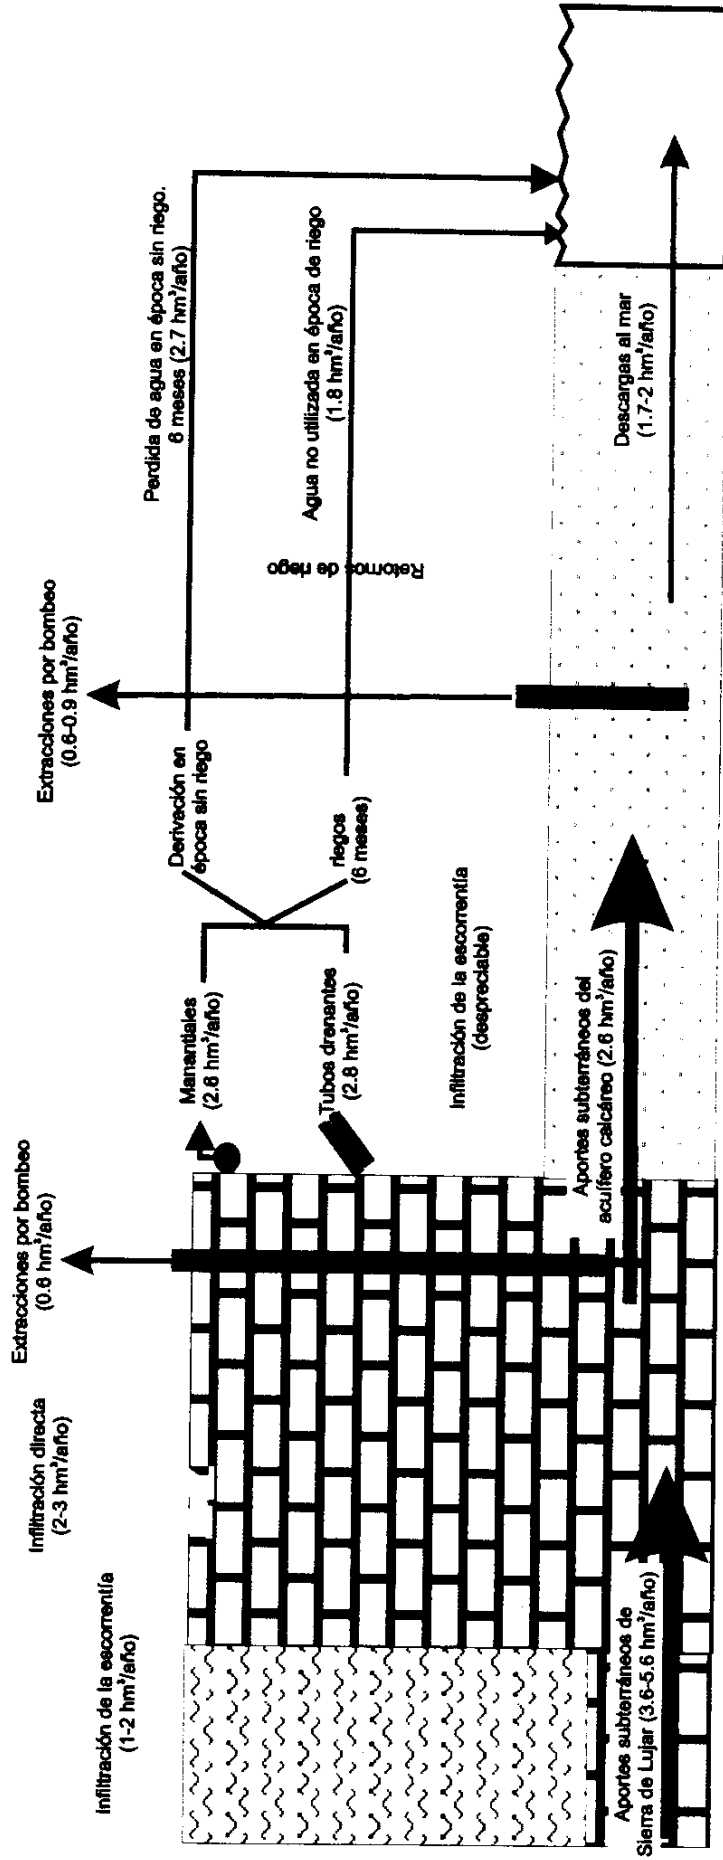 Infiltración de la escorrentía
(1-2 hm³/año)
Infiltración directa
(2-3 hm³/año)
Extracciones por bombeo
(0.6 hm³/año)
Extracciones por bombeo
(0.6-0.9 hm³/año)
Manantiales
(2.6 hm³/año)
Tubos drenantes
(2.8 hm³/año)
Derivación en
época sin riego
riegos
(6 meses)
Perdida de agua en época sin riego.
6 meses (2.7 hm³/año)
Agua no utilizada en época de riego
(1.8 hm³/año)
Retornos de riego
Infiltración de la escorrentía
(despreciable)
Aportes subterráneos de
Sierra de Lujar (3.6-5.6 hm³/año)
Aportes subterráneos del
acuífero calcáreo (2.6 hm³/año)
Descargas al mar
(1.7-2 hm³/año)